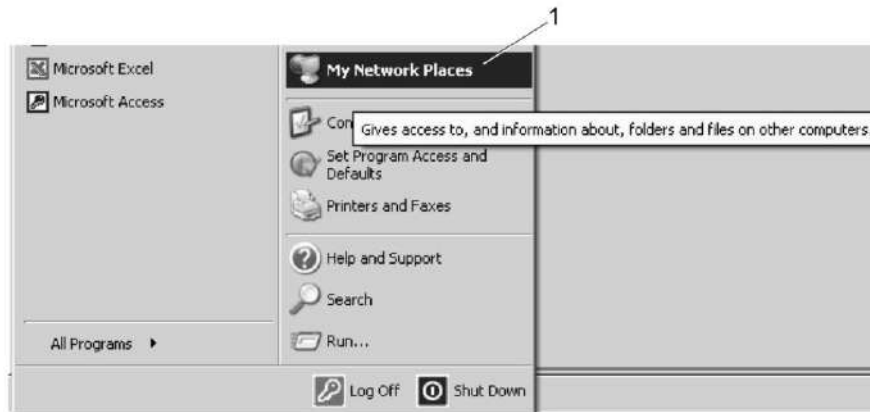 1
Microsoft Excel
Microsoft Access
My Network Places
Con
Gives access to, and information about, folders and files on other computers
Set Program Access and
Defaults
Printers and Faxes
Help and Support
Search
Run...
All Programs
Log Off
Shut Down